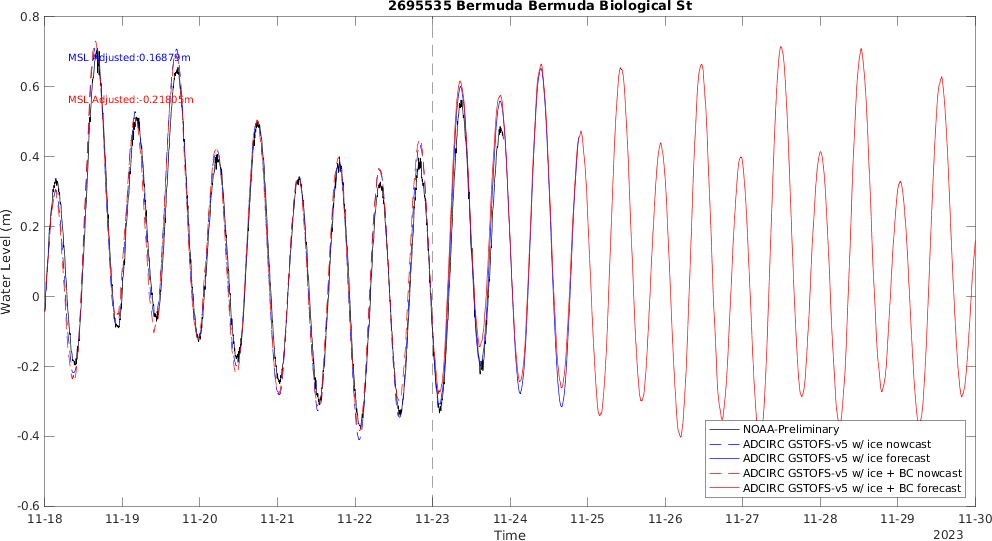 2695535 Bermuda Bermuda Biological St
MSL Adjusted:0.16879m
MSL Adjusted:-0.21805m
Water Level (m)
0.8
0.6
0.4
0.2
0
-0.2
-0.4
-0.6
NOAA-Preliminary
ADCIRC GSTOFS-v5 w/ ice nowcast
ADCIRC GSTOFS-v5 w/ ice forecast
ADCIRC GSTOFS-v5 w/ ice + BC nowcast
ADCIRC GSTOFS-v5 w/ ice + BC forecast
11-18 11-19 11-20 11-21 11-22 11-23 11-24 11-25 11-26 11-27 11-28 11-29 11-30
Time
2023